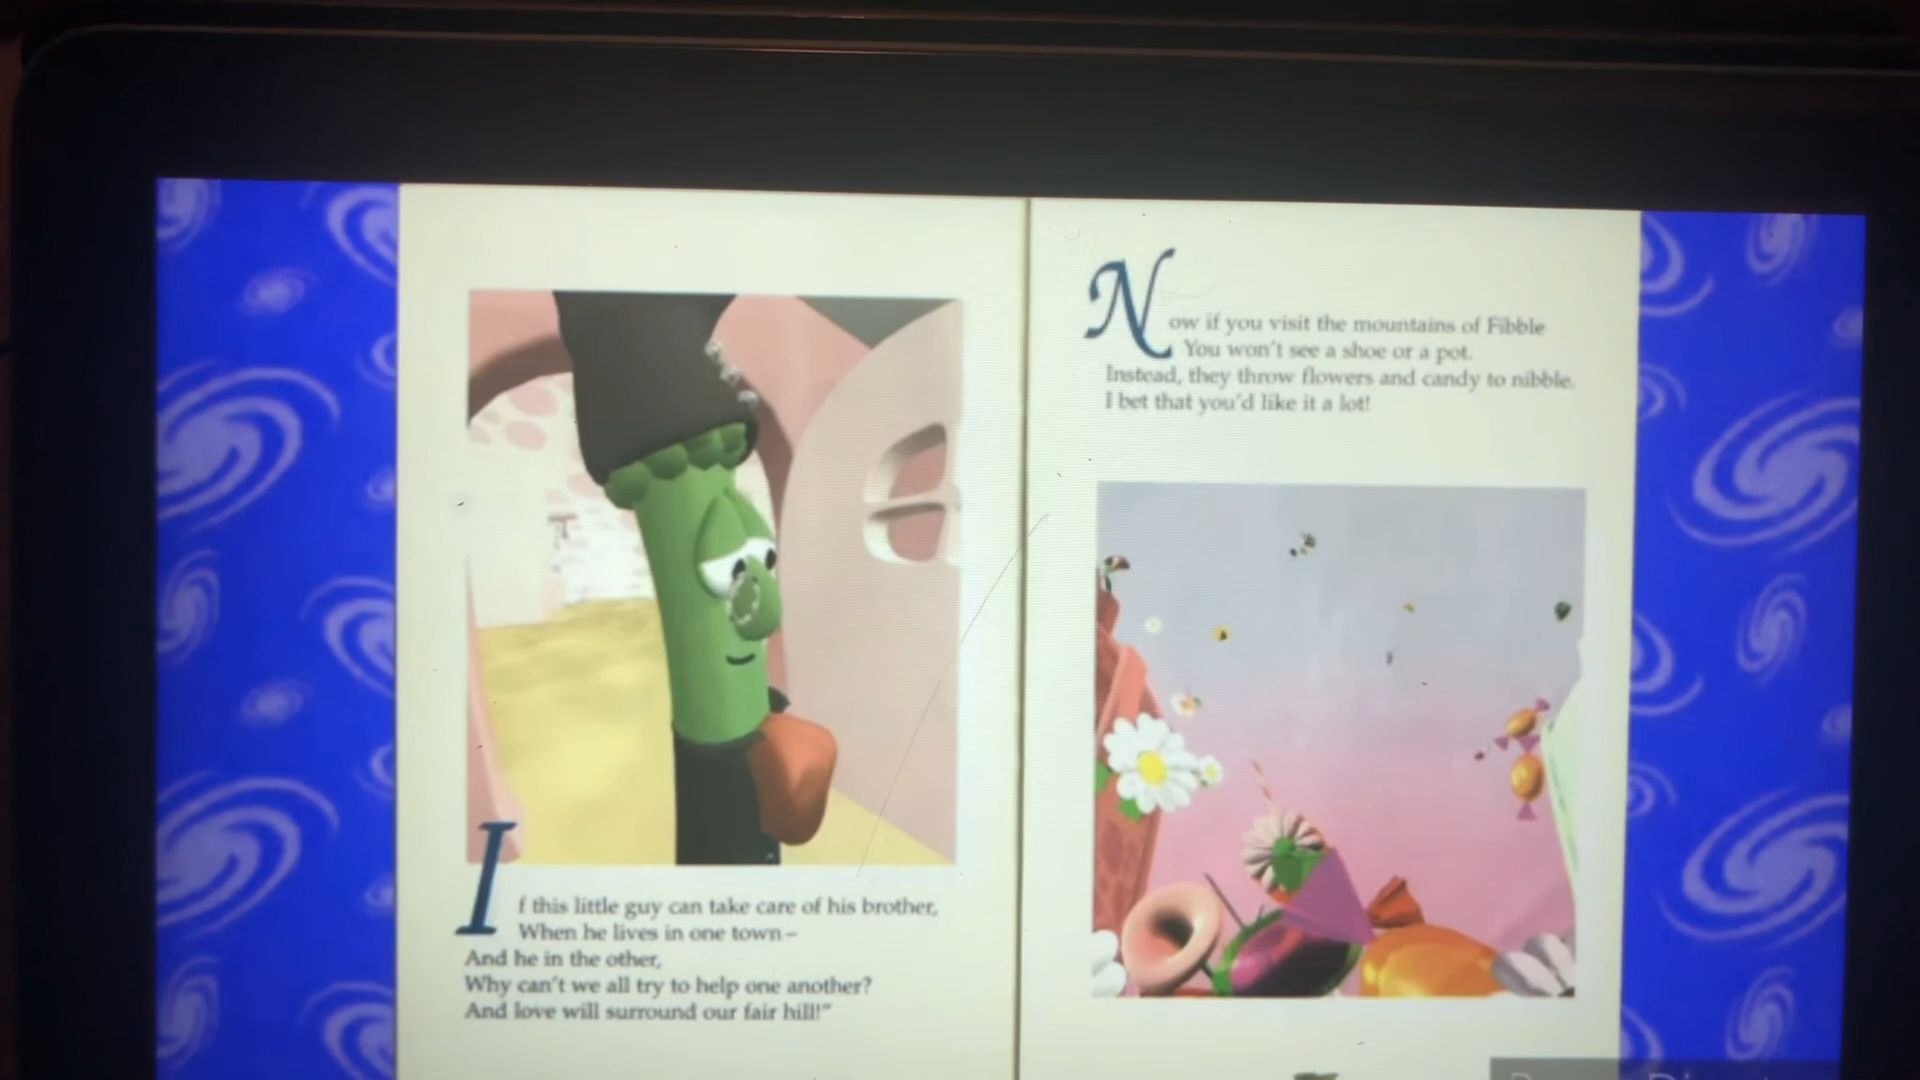 If this little guy can take care of his brother,
When he lives in one town–
And he in the other,
Why can't we all try to help one another?
And love will surround our fair hill!"
Now if you visit the mountains of Fibble
You won't see a shoe or a pot.
Instead, they throw flowers and candy to nibble.
I bet that you'd like it a lot!